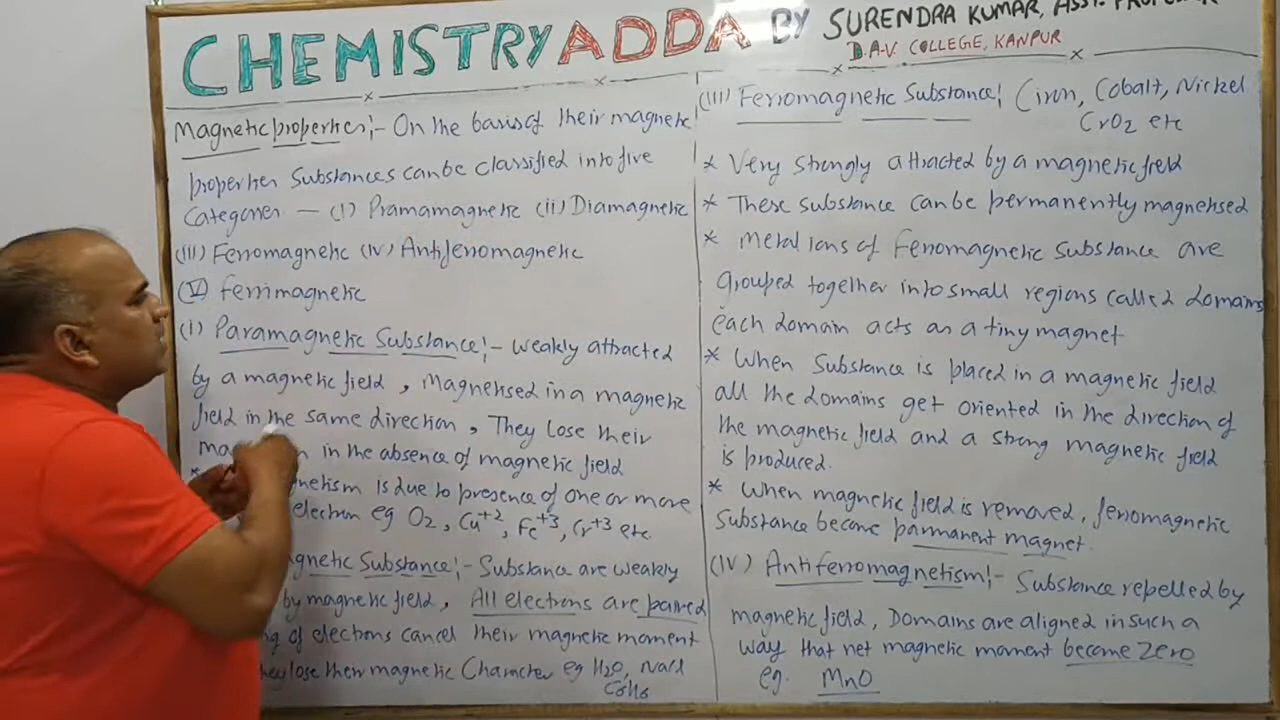 CHEMISTRY ADDA BY SURENDRA KUMAR, ASST. PROFESSOR
D.A.V. COLLEGE, KANPUR
Magnetic properties:- On the basis of their magnetic
properties substances can be classified into five
Categories — (I) Pramamagnetic (ii) Diamagnetic
(III) Ferromagnetic (IV) Antiferromagnetic
(V) ferrimagnetic
(I) Paramagnetic Substance:- Weakly attracted
by a magnetic field, Magnetised in a magnetic
field in the same direction, They lose their
in the absence of magnetic field
is due to presence of one or more
electron eg O2, Cu+2, Fe+3, Cr+3 etc.
Substance:- Substance are weakly
by magnetic field, All electrons are paired
of electrons cancel their magnetic moment
lose their magnetic Character eg H2O, NaCl
C6H6
(III) Ferromagnetic Substance: (iron, Cobalt, Nickel
CrO2 etc
* Very strongly attracted by a magnetic field
* These substance can be permanently magnetised
* Metal ions of Ferromagnetic substance are
grouped together into small regions called domains
each domain acts as a tiny magnet
* When Substance is placed in a magnetic field
all the domains get oriented in the direction of
the magnetic field and a strong magnetic field
is produced.
* When magnetic field is removed, ferromagnetic
Substance become parmanent magnet.
(IV) Antiferromagnetism:- Substance repelled by
magnetic field, Domains are aligned in such a
way that net magnetic moment become zero
eg. MnO